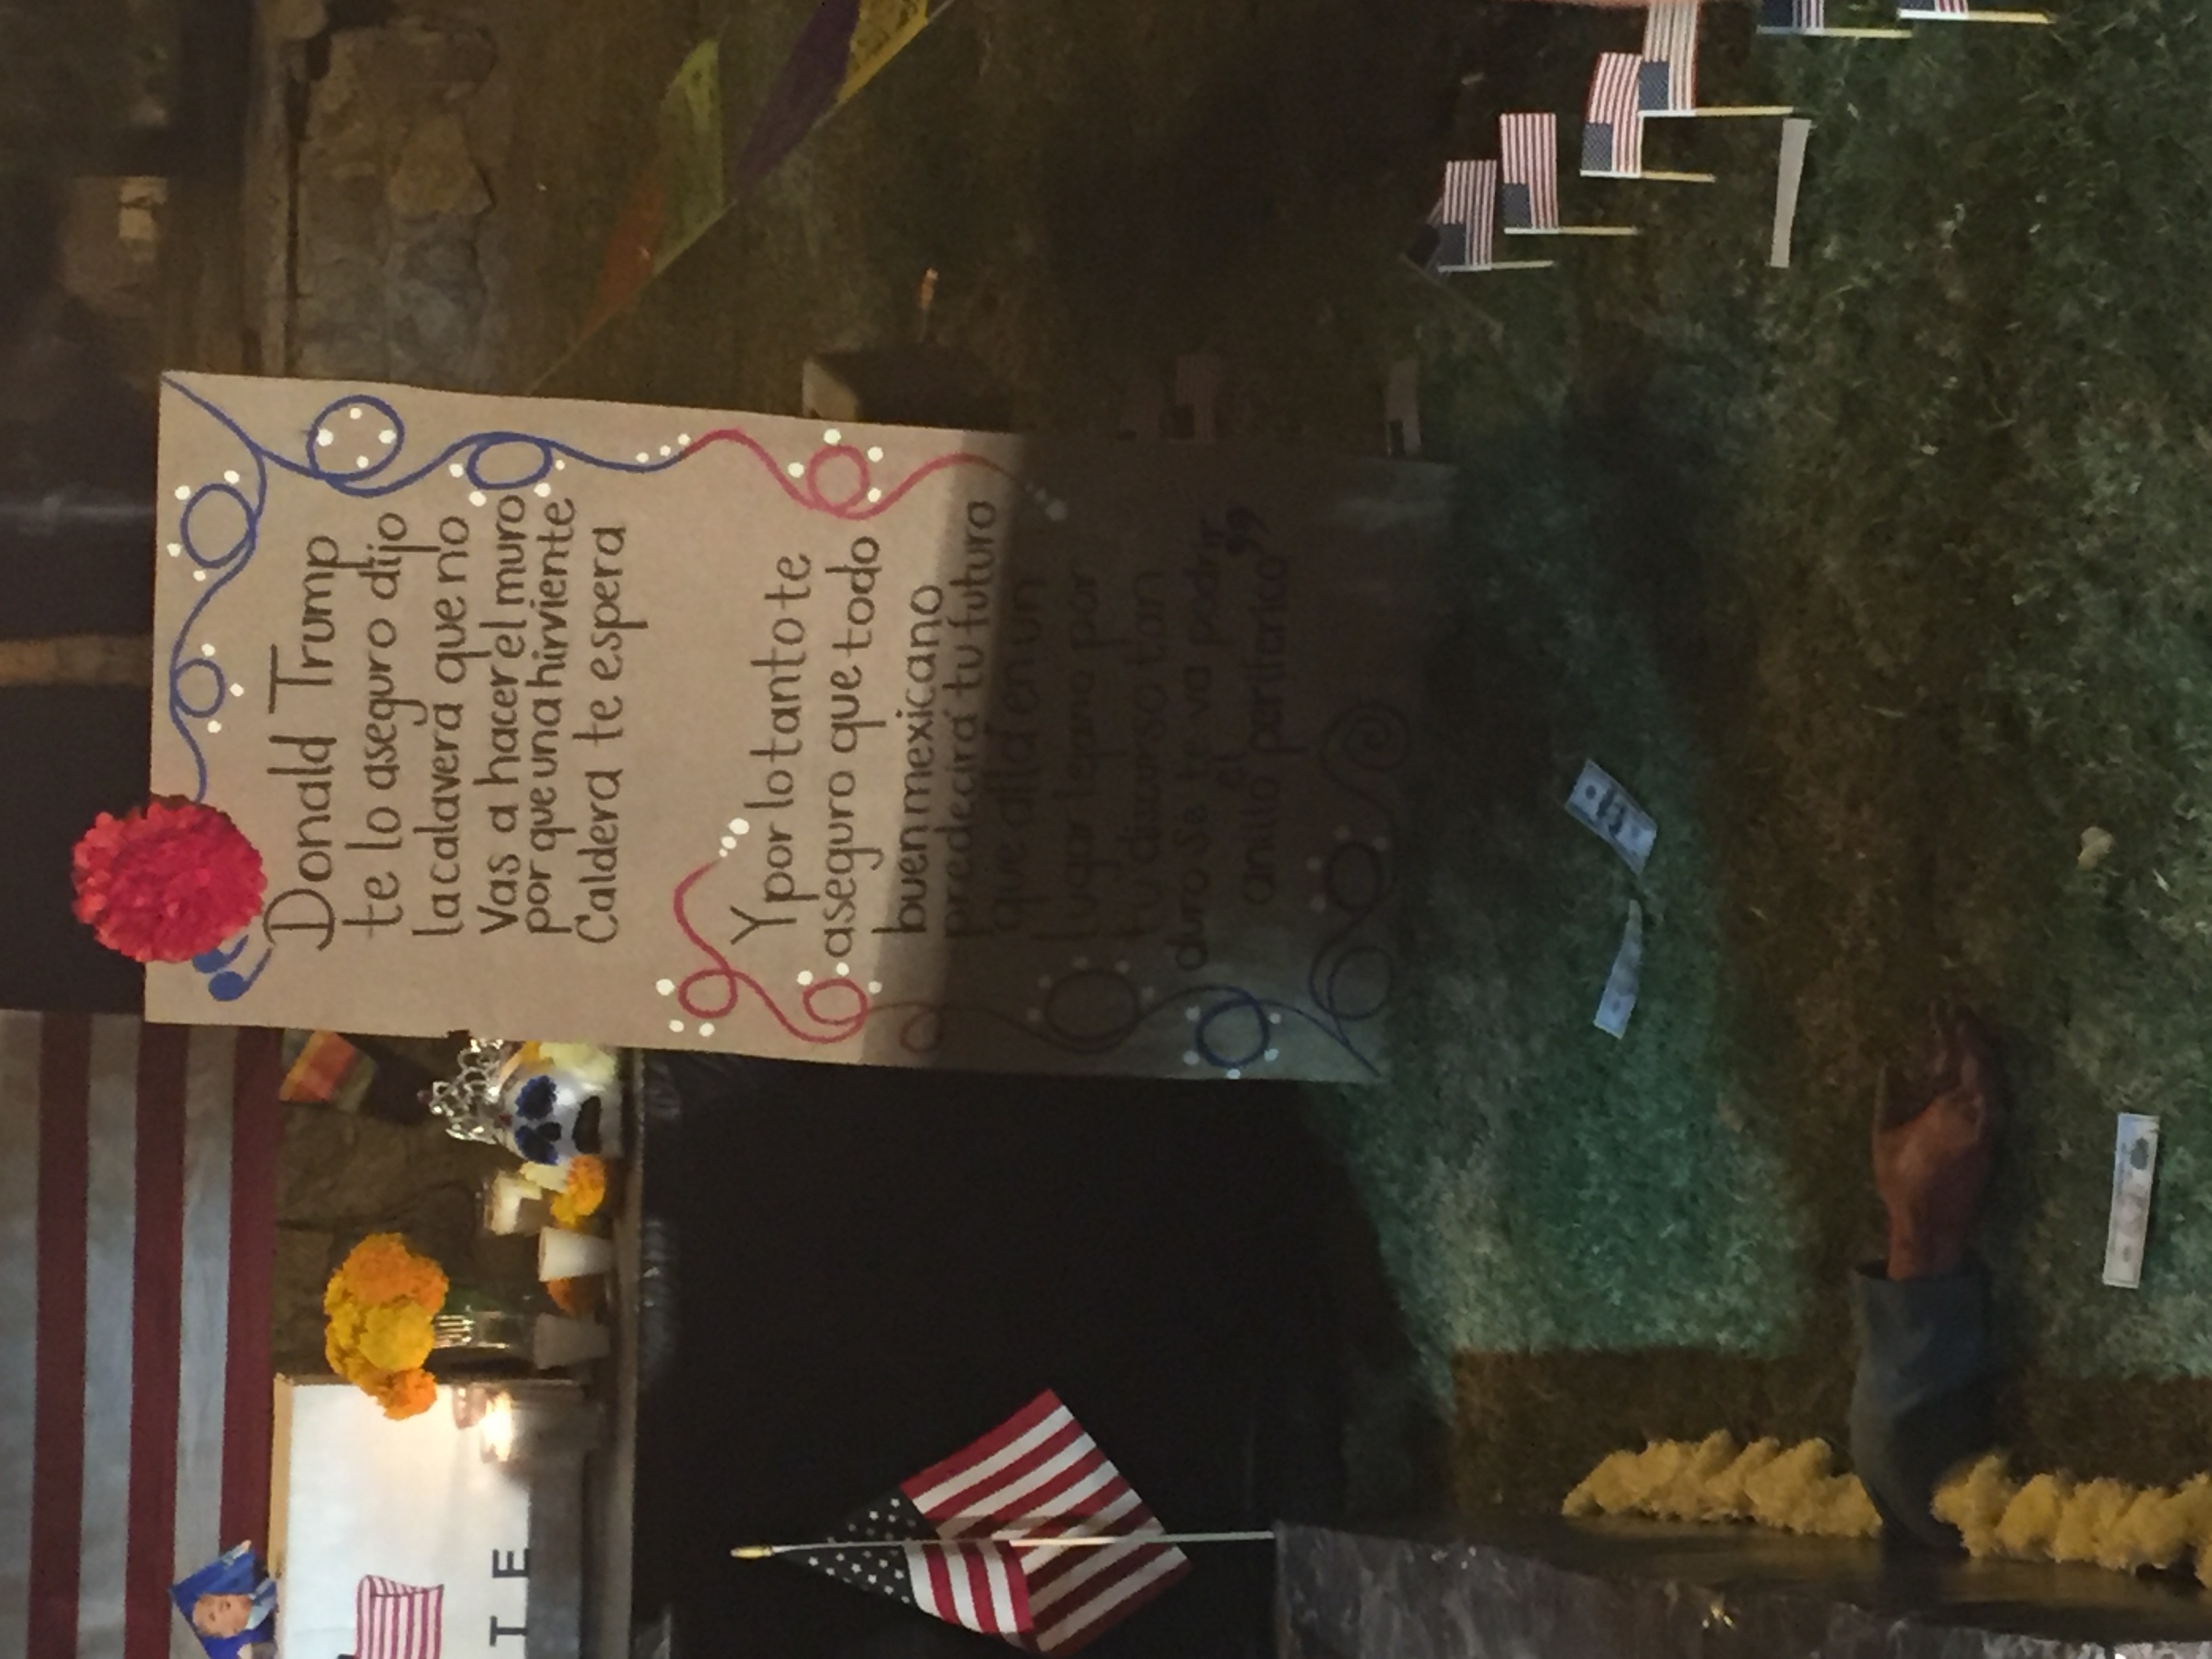 TE
"Donald Trump
te lo aseguro dijo
la calavera que no
Vas a hacer el muro
por que una hirviente
Caldera te espera
Y por lo tanto te
aseguro que todo
buen mexicano
predecirá tu futuro
que allá en un
lugar lejano por
tu discurso tan
duro se te va podrir
el
anillo periferico"